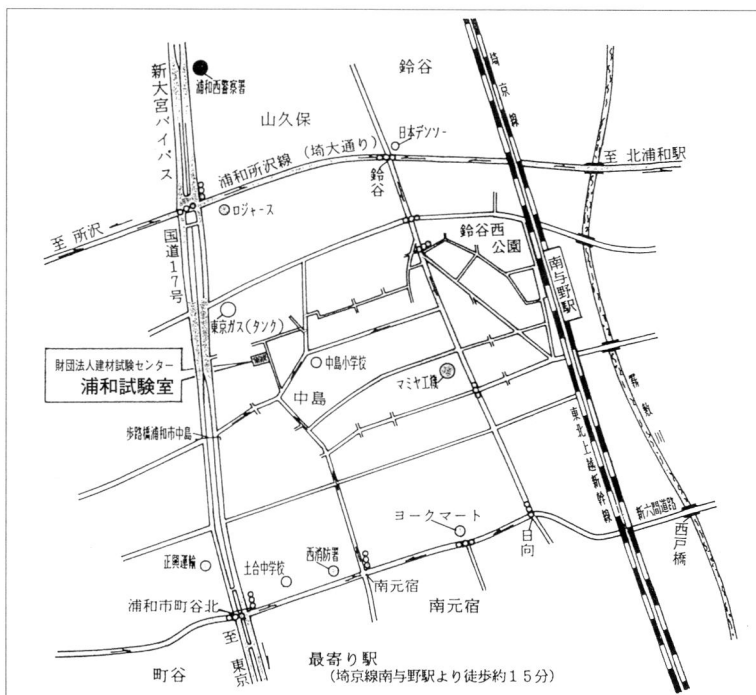 新大宮バイパス
浦和西警察署
山久保
鈴谷
埼京線
日本デンソー
浦和所沢線(埼大通り)
至 北浦和駅
鈴谷
ロジャース
至 所沢
国道17号
鈴谷西
公園
南与野駅
東京ガス(タンク)
財団法人建材試験センター
浦和試験室
中島小学校
マミヤ工機
中島
歩路橋浦和市中島
東北上越新幹線
ヨークマート
新六間道路
日向
西戸橋
正興運輸
土合中学校
西消防署
南元宿
浦和市町谷北
南元宿
至 東京
町谷
最寄り駅
(埼京線南与野駅より徒歩約15分)